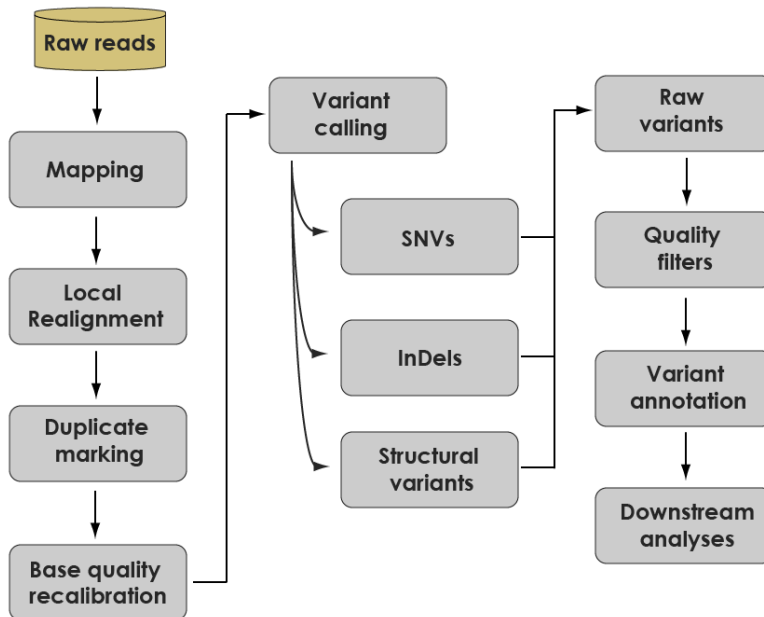 Raw reads
Mapping
Local
Realignment
Duplicate
marking
Base quality
recalibration
Variant
calling
SNVs
InDels
Structural
variants
Raw
variants
Quality
filters
Variant
annotation
Downstream
analyses